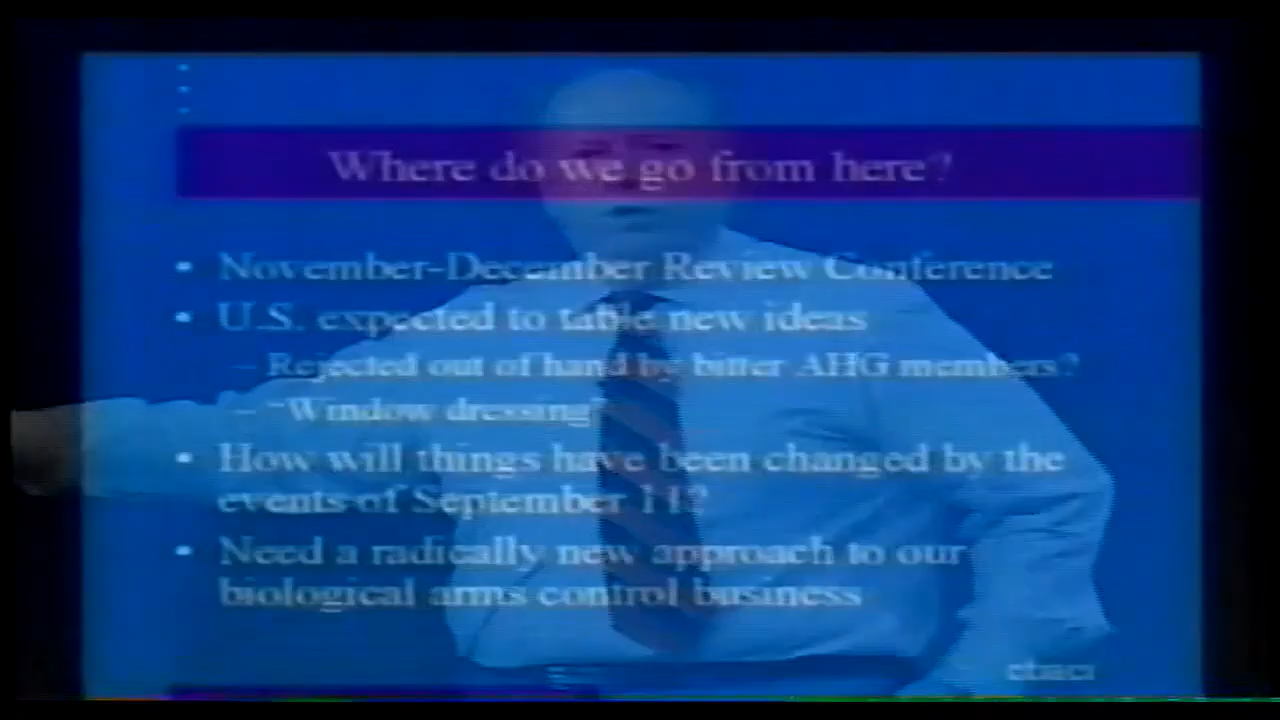 Where do we go from here?
• November-December Review Conference
• U.S. expected to table new ideas
– Rejected out of hand by bitter AHG members?
– "Window dressing"
• How will things have been changed by the
events of September 11?
• Need a radically new approach to our
biological arms control business